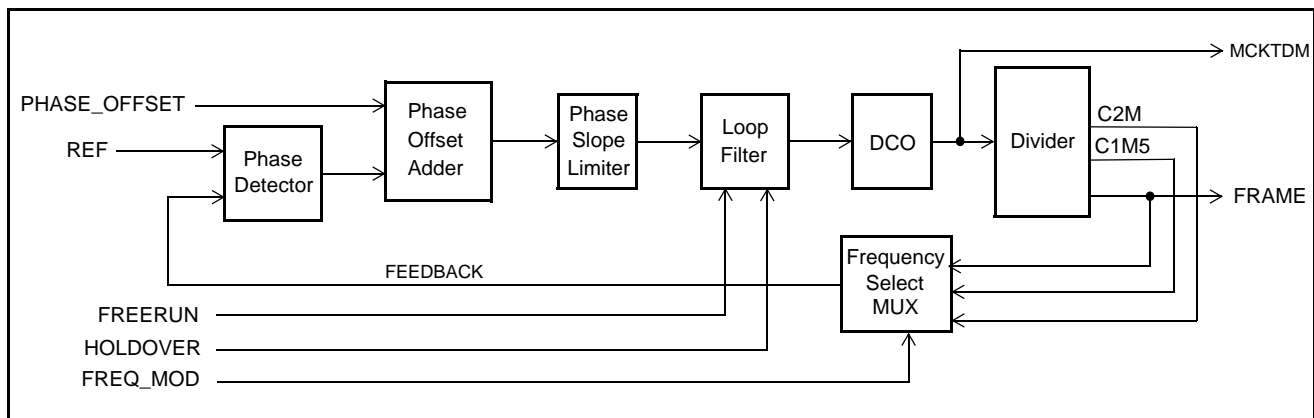 MCKTDM
PHASE_OFFSET
REF
Phase
Detector
Phase
Offset
Adder
Phase
Slope
Limiter
Loop
Filter
DCO
Divider
C2M
C1M5
FRAME
FEEDBACK
Frequency
Select
MUX
FREERUN
HOLDOVER
FREQ_MOD